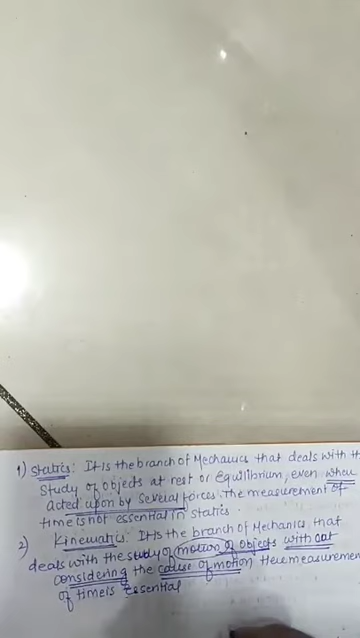 1) Statics: It is the branch of Mechanics that deals with th
Study of objects at rest or Equilibrium, even when
acted upon by several forces. The measurement of
time is not essential in statics.
2) Kinematics: It is the branch of Mechanics that
deals with the study of motion of objects with out
considering the cause of motion Here measuremen
of time is Essential